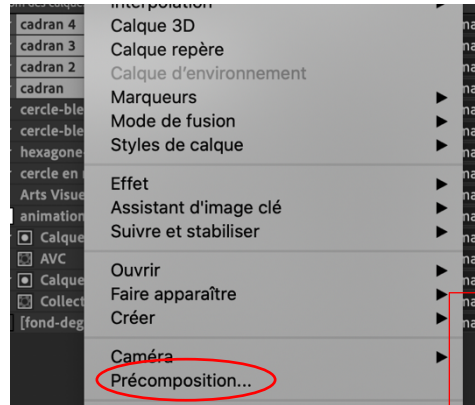 Interpolation
cadran 4
Calque 3D
cadran 3
Calque repère
cadran 2
Calque d'environnement
cadran
Marqueurs
cercle-ble
Mode de fusion
cercle-ble
Styles de calque
hexagone
cercle en
Effet
Arts Visue
Assistant d'image clé
animation
Suivre et stabiliser
Calque
AVC
Ouvrir
Calque
Faire apparaître
Collect
Créer
[fond-deg
Caméra
Précomposition...